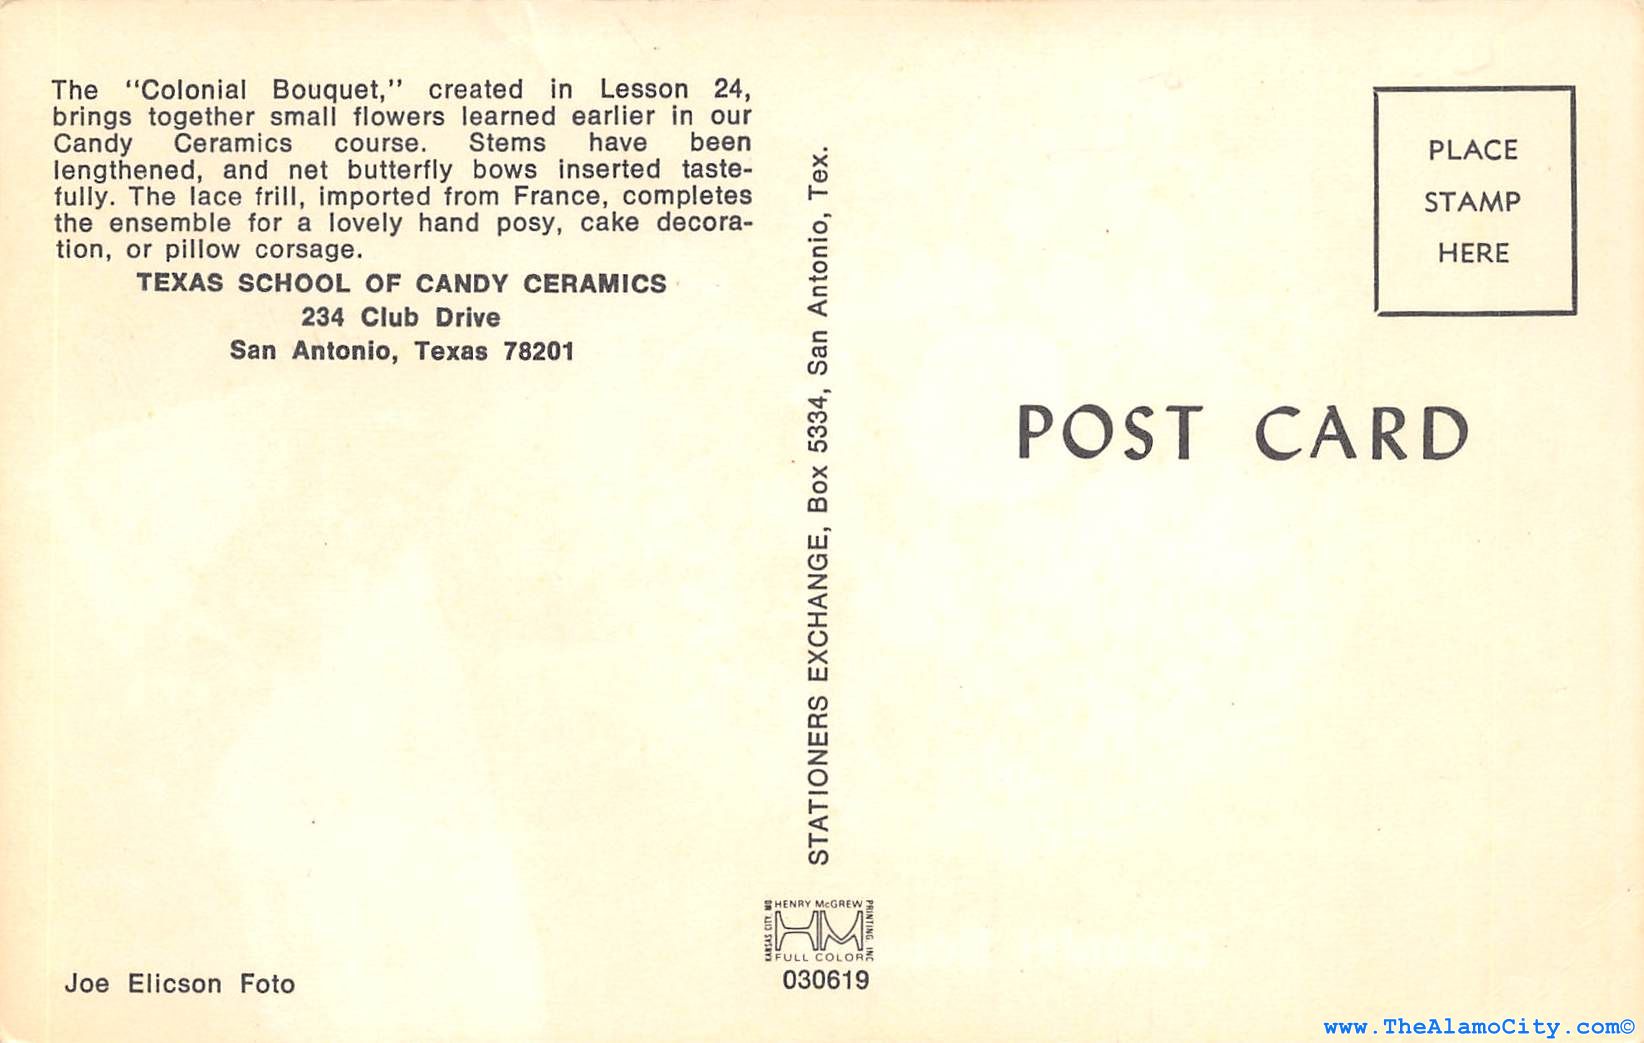 The "Colonial Bouquet," created in Lesson 24,
brings together small flowers learned earlier in our
Candy Ceramics course. Stems have been
lengthened, and net butterfly bows inserted taste-
fully. The lace frill, imported from France, completes
the ensemble for a lovely hand posy, cake decora-
tion, or pillow corsage.
TEXAS SCHOOL OF CANDY CERAMICS
234 Club Drive
San Antonio, Texas 78201
Joe Elicson Foto
STATIONERS EXCHANGE, Box 5334, San Antonio, Tex.
KANSAS CITY, MO
HENRY McGREW
PRINTING INC
HM
FULL COLOR
030619
PLACE
STAMP
HERE
POST CARD
www.TheAlamoCity.com©